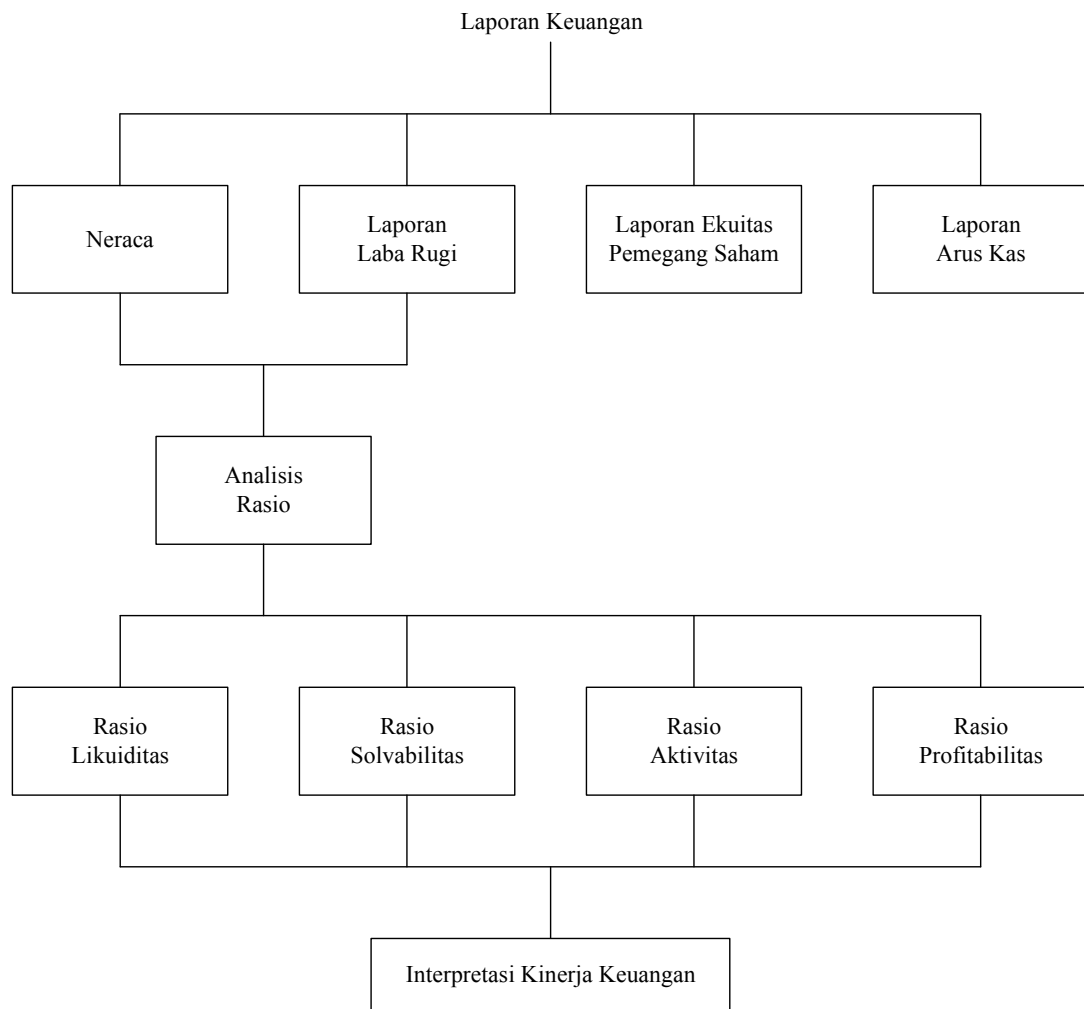 Laporan Keuangan
Neraca
Laporan
Laba Rugi
Laporan Ekuitas
Pemegang Saham
Laporan
Arus Kas
Analisis
Rasio
Rasio
Likuiditas
Rasio
Solvabilitas
Rasio
Aktivitas
Rasio
Profitabilitas
Interpretasi Kinerja Keuangan